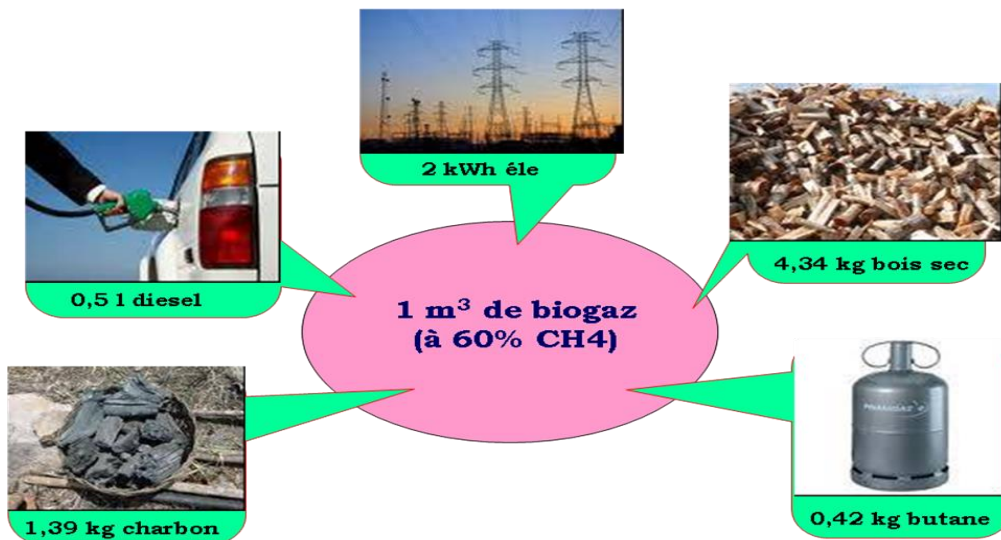 2 kWh éle
4,34 kg bois sec
0,5 l diesel
1 m³ de biogaz
(à 60% CH4)
1,39 kg charbon
0,42 kg butane